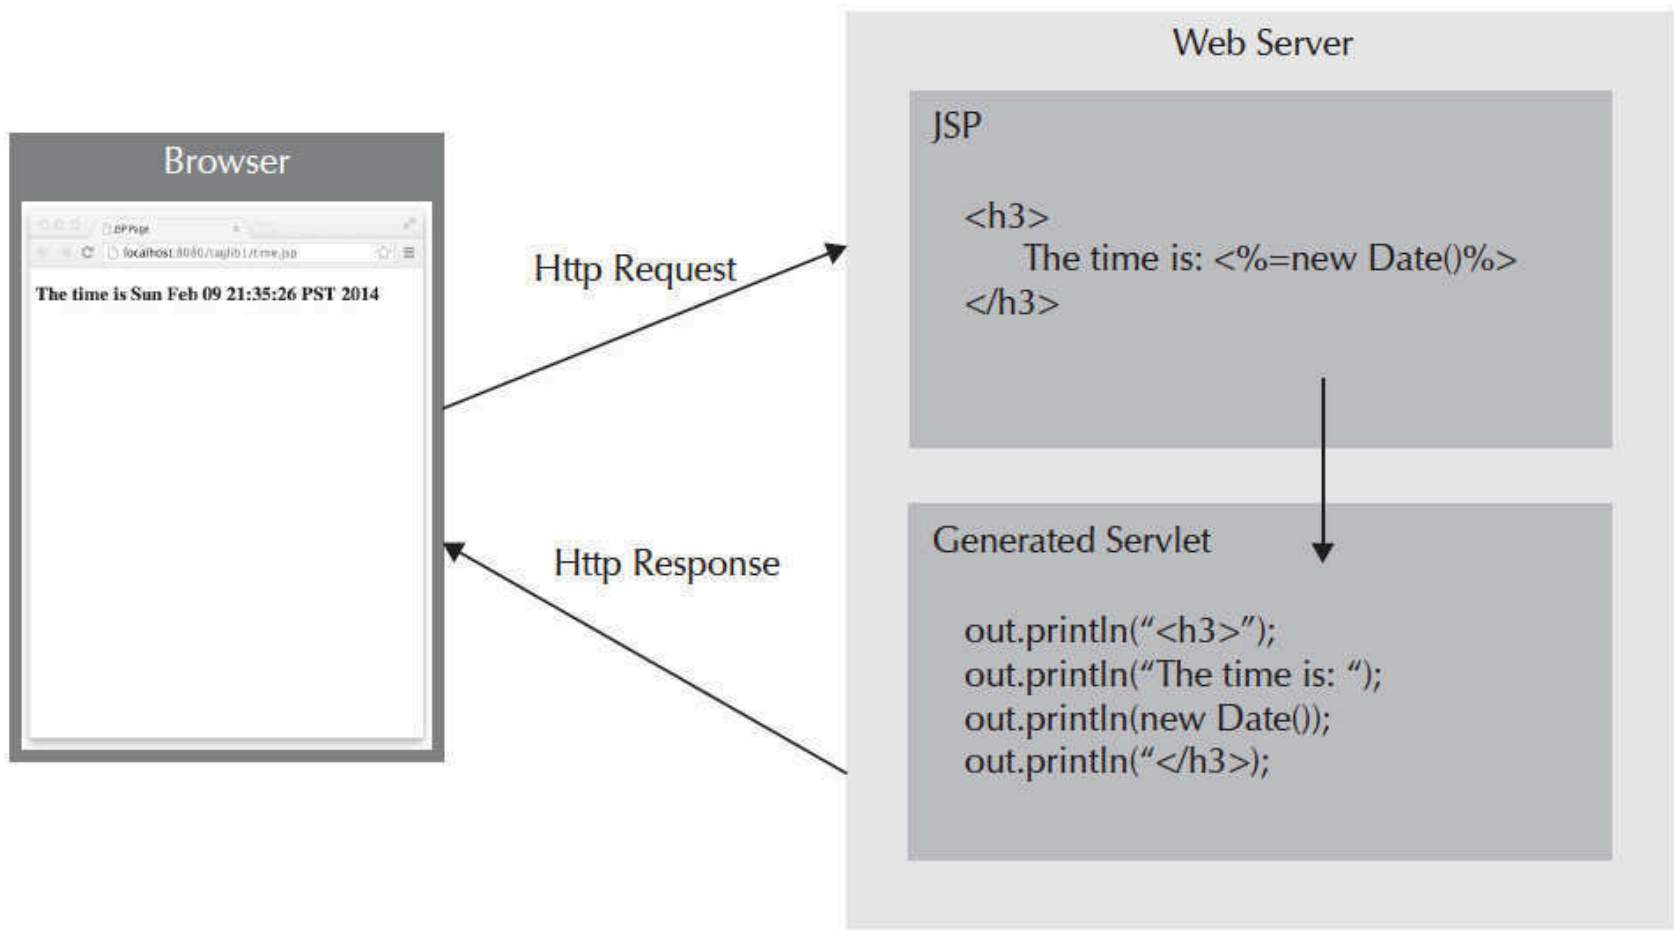 Browser
JSP Page
localhost:8080/taglib1/time.jsp
The time is Sun Feb 09 21:35:26 PST 2014
Http Request
Http Response
Web Server
JSP
<h3>
The time is: <%=new Date()%>
</h3>
Generated Servlet
out.println(“<h3>”);
out.println(“The time is: “);
out.println(new Date());
out.println(“</h3>);